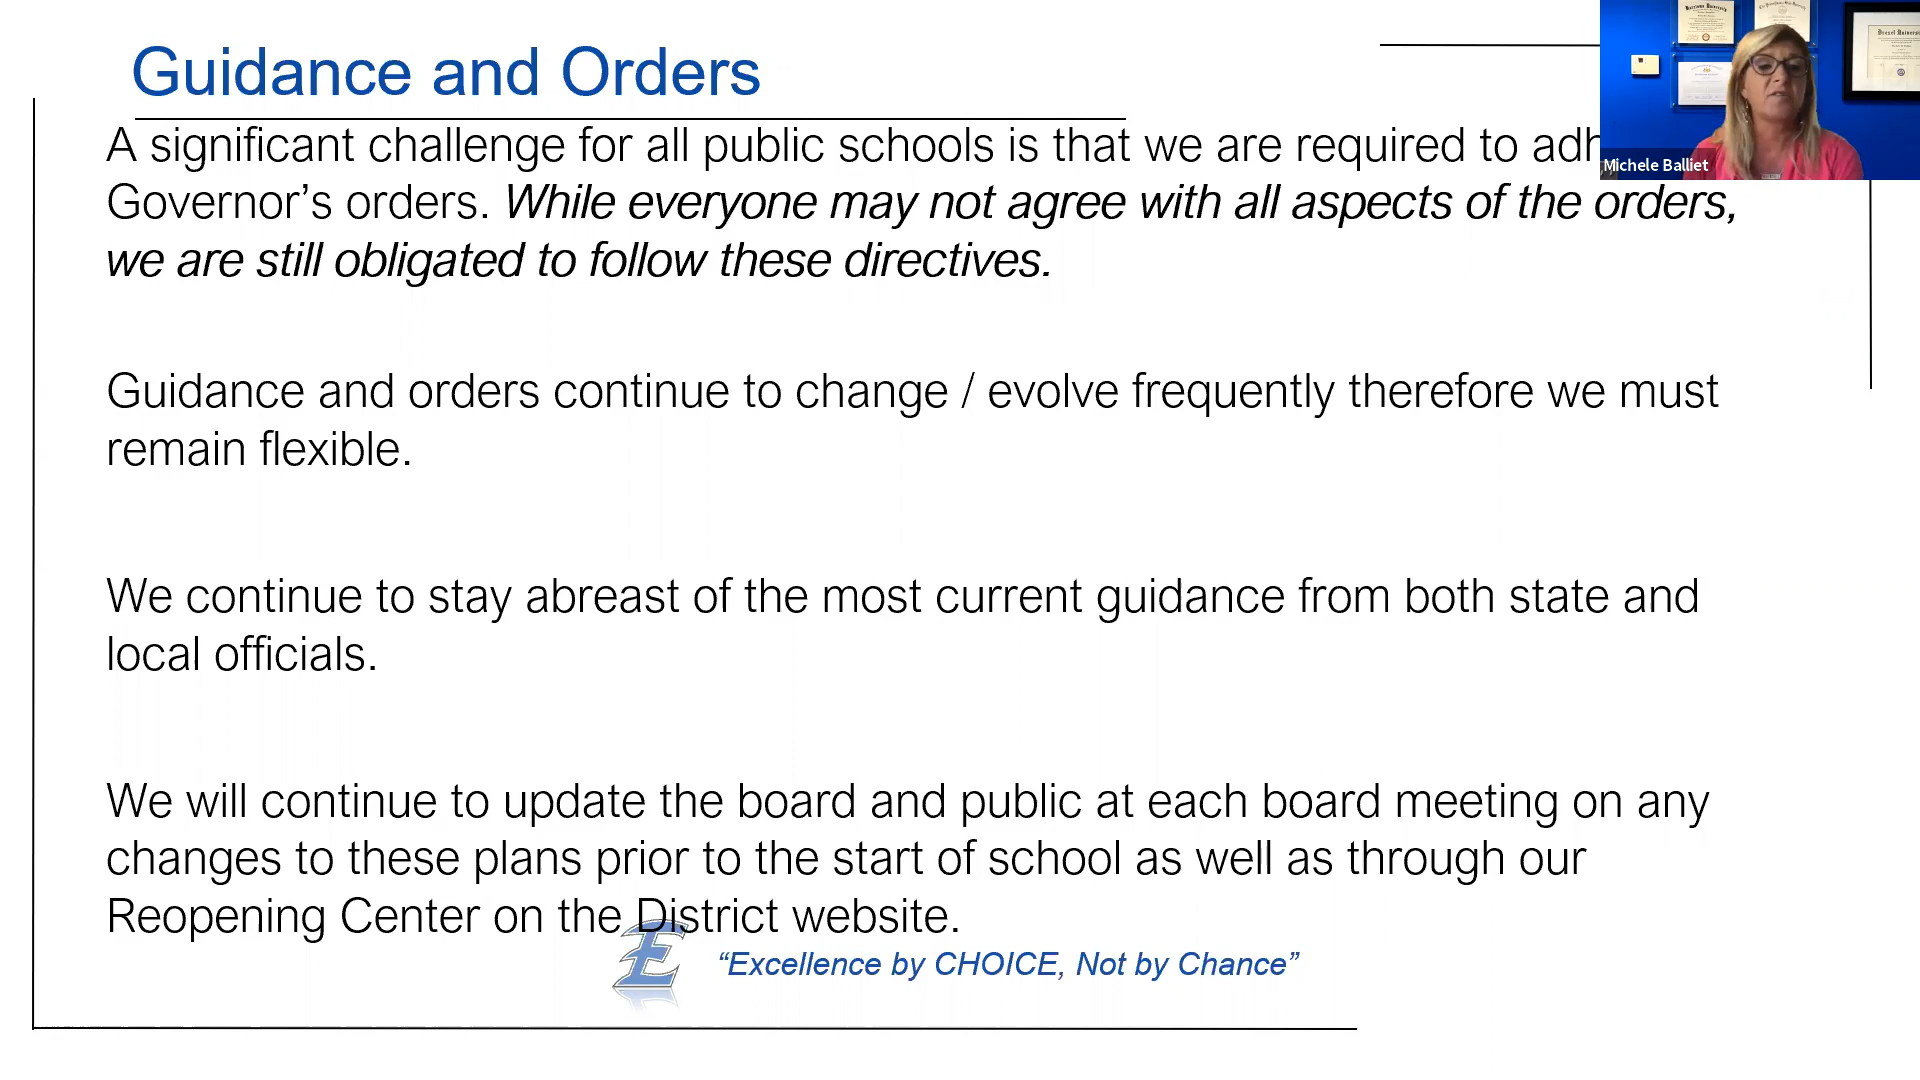 Guidance and Orders
A significant challenge for all public schools is that we are required to
Governor’s orders. While everyone may not agree with all aspects of the orders,
we are still obligated to follow these directives.
Guidance and orders continue to change / evolve frequently therefore we must
remain flexible.
We continue to stay abreast of the most current guidance from both state and
local officials.
We will continue to update the board and public at each board meeting on any
changes to these plans prior to the start of school as well as through our
Reopening Center on the District website.
E
“Excellence by CHOICE, Not by Chance”
Michele Balliet